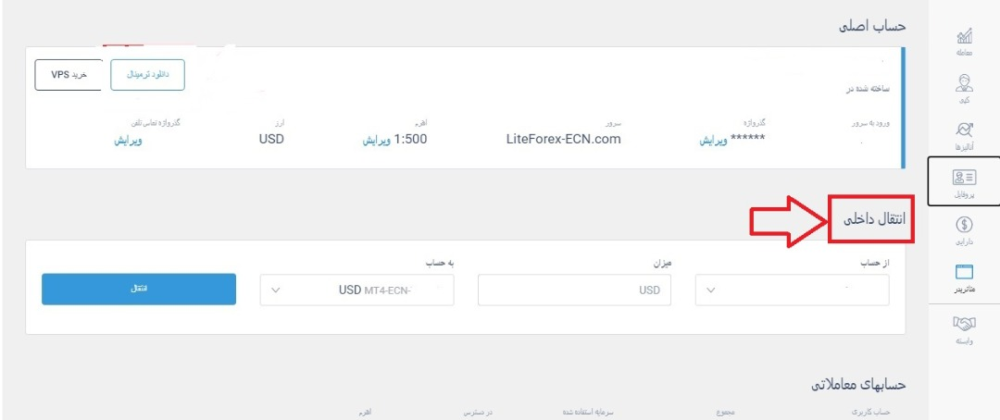 حساب اصلی
دانلود ترمینال
خرید VPS
ساخته شده در
ورود به سرور
گذرواژه
سرور
اهرم
ارز
گذرواژه تماس تلفن
****** ویرایش
LiteForex-ECN.com
1:500 ویرایش
USD
ویرایش
انتقال داخلی
از حساب
میزان
به حساب
USD
USD MT4-ECN-
انتقال
حسابهای معاملاتی
حساب کاربری
مجموع
سرمایه استفاده شده
در دسترس
اهرم
معامله
کپی
آنالیزها
پروفایل
دارایی
متاتریدر
وابسته